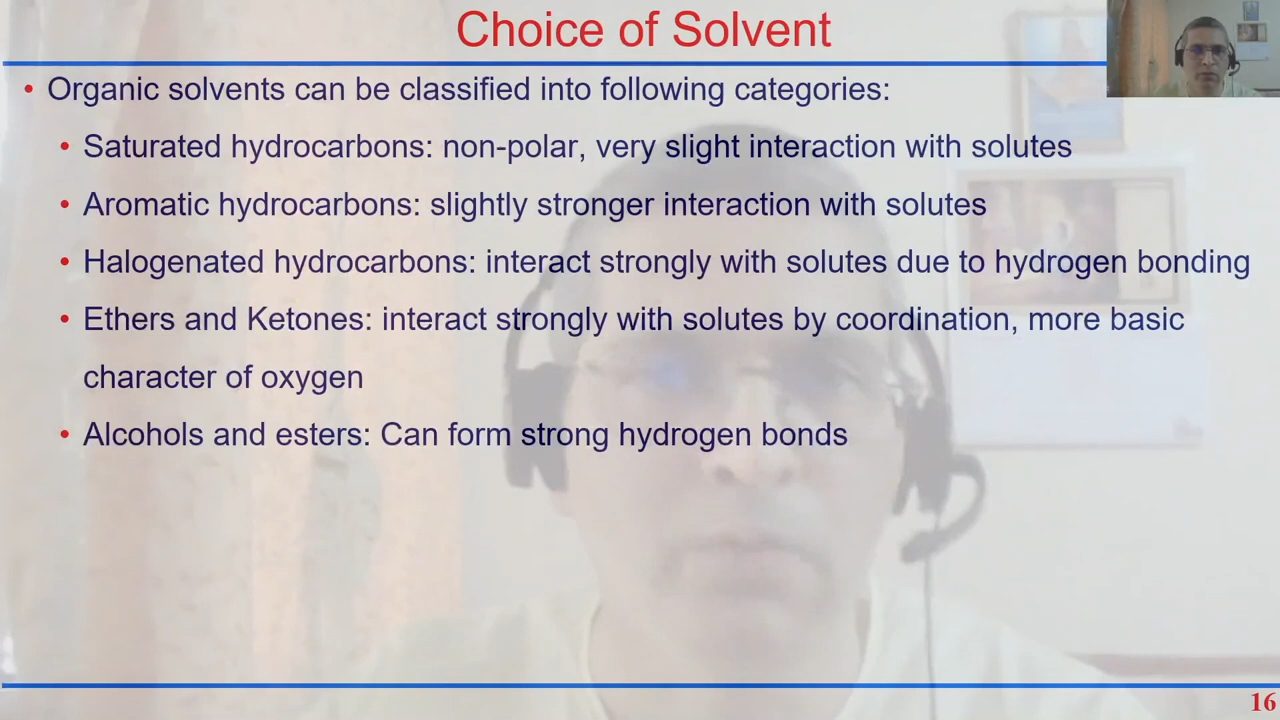 Choice of Solvent
• Organic solvents can be classified into following categories:
• Saturated hydrocarbons: non-polar, very slight interaction with solutes
• Aromatic hydrocarbons: slightly stronger interaction with solutes
• Halogenated hydrocarbons: interact strongly with solutes due to hydrogen bonding
• Ethers and Ketones: interact strongly with solutes by coordination, more basic
character of oxygen
• Alcohols and esters: Can form strong hydrogen bonds
16